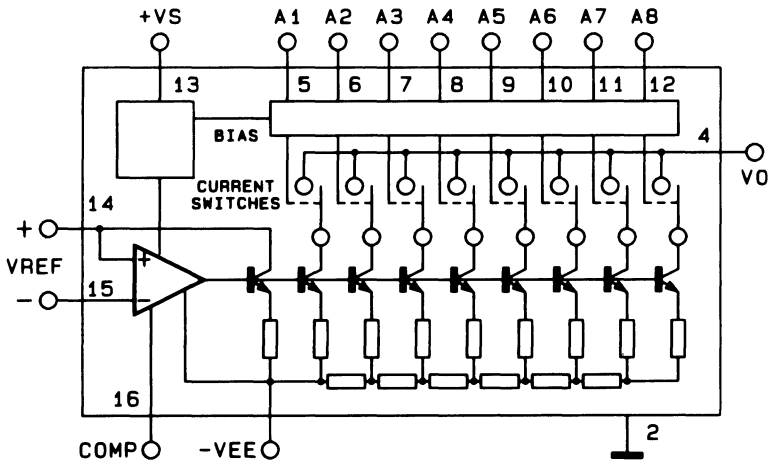 +VS A1 A2 A3 A4 A5 A6 A7 A8
13 5 6 7 8 9 10 11 12
BIAS
4
VO
CURRENT
SWITCHES
14
+
+
VREF
15
-
-
16
COMP
-VEE
2